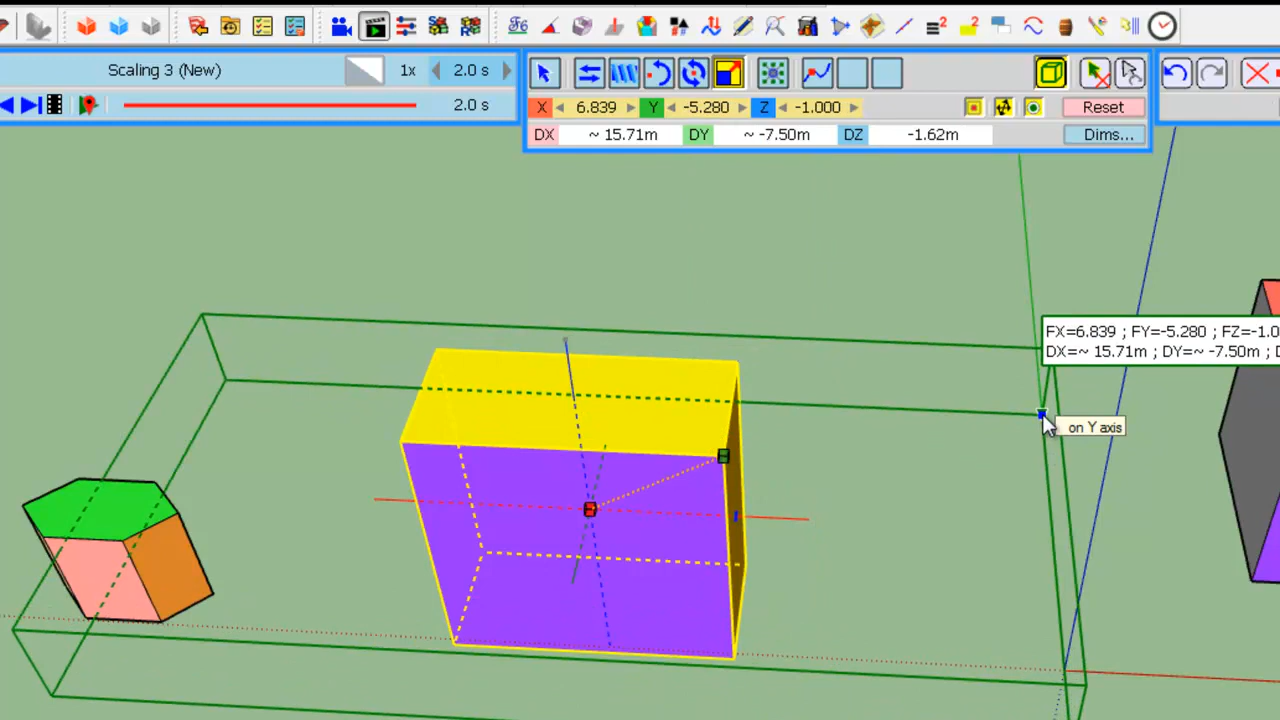 F6
Scaling 3 (New) 1x 2.0 s
2.0 s
X 6.839 Y -5.280 Z -1.000 Reset
DX ~ 15.71m DY ~ -7.50m DZ -1.62m Dims...
FX=6.839 ; FY=-5.280 ; FZ=-1.0
DX=~ 15.71m ; DY=~ -7.50m ; D
on Y axis